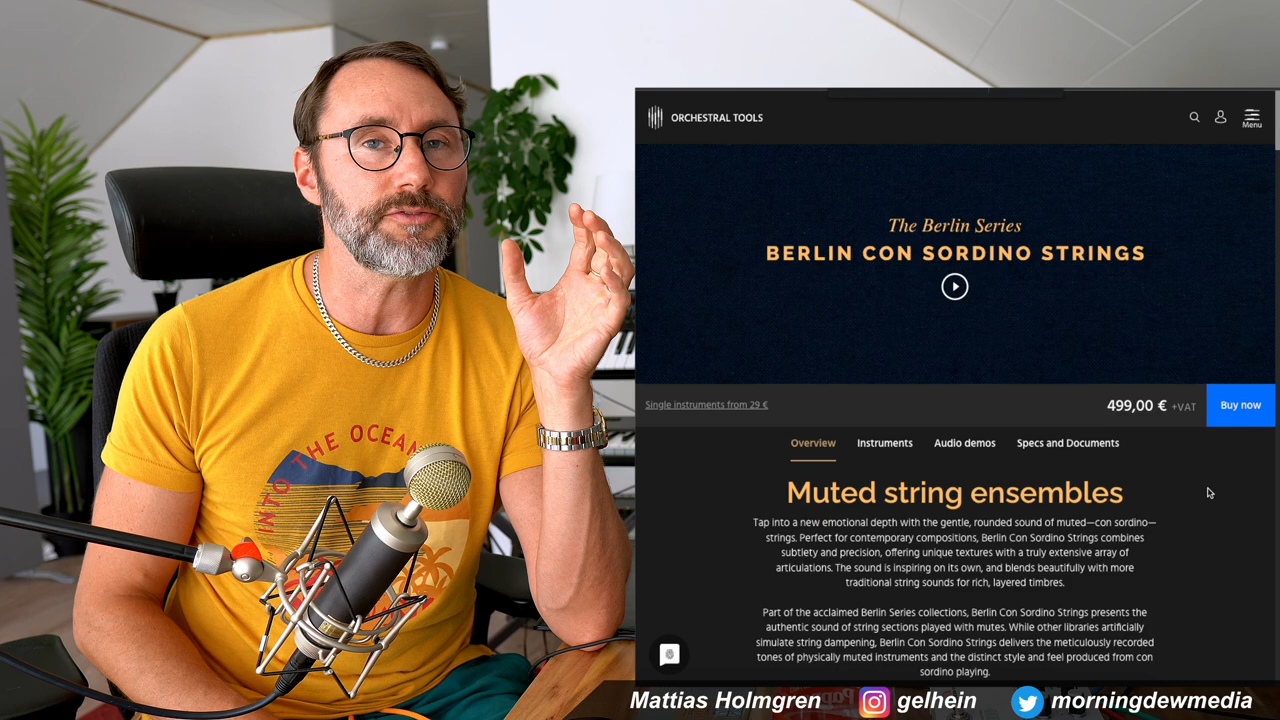 INTO THE OCEAN
ORCHESTRAL TOOLS
Menu
The Berlin Series
BERLIN CON SORDINO STRINGS
Single instruments from 29 €
499,00 € +VAT
Buy now
Overview
Instruments
Audio demos
Specs and Documents
Muted string ensembles
Tap into a new emotional depth with the gentle, rounded sound of muted—con sordino—
strings. Perfect for contemporary compositions, Berlin Con Sordino Strings combines
subtlety and precision, offering unique textures with a truly extensive array of
articulations. The sound is inspiring on its own, and blends beautifully with more
traditional string sounds for rich, layered timbres.
Part of the acclaimed Berlin Series collections, Berlin Con Sordino Strings presents the
authentic sound of string sections played with mutes. While other libraries artificially
simulate string dampening, Berlin Con Sordino Strings delivers the meticulously recorded
tones of physically muted instruments and the distinct style and feel produced from con
sordino playing.
Mattias Holmgren
gelhein
morningdewmedia